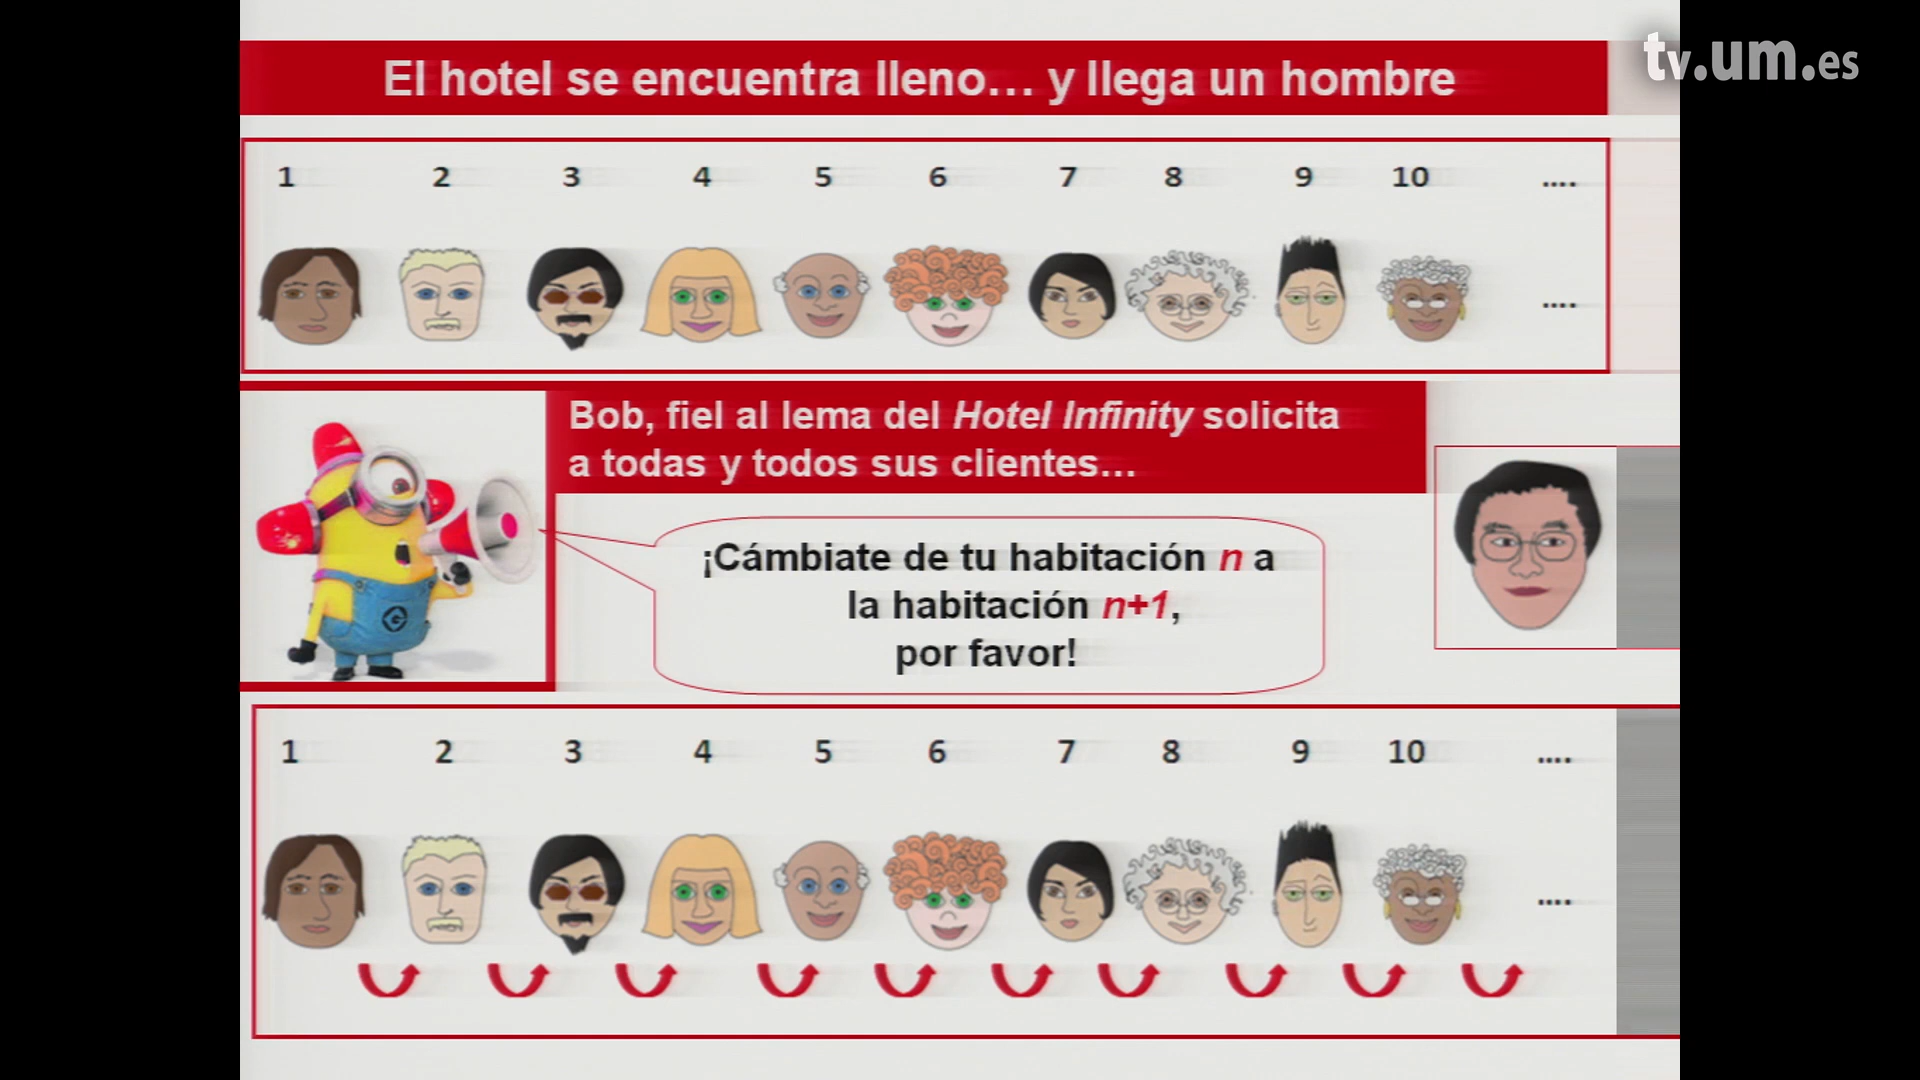 tv.um.es
El hotel se encuentra lleno… y llega un hombre
1 2 3 4 5 6 7 8 9 10 ....
....
Bob, fiel al lema del Hotel Infinity solicita
a todas y todos sus clientes…
¡Cámbiate de tu habitación n a
la habitación n+1,
por favor!
1 2 3 4 5 6 7 8 9 10 ....
....